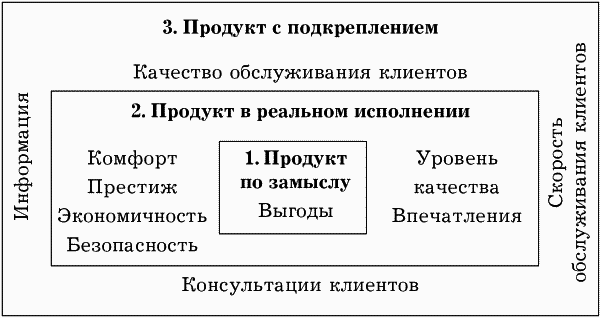 3. Продукт с подкреплением
Качество обслуживания клиентов
Информация
2. Продукт в реальном исполнении
Комфорт
Престиж
Экономичность
Безопасность
1. Продукт
по замыслу
Выгоды
Уровень
качества
Впечатления
Скорость
обслуживания клиентов
Консультации клиентов